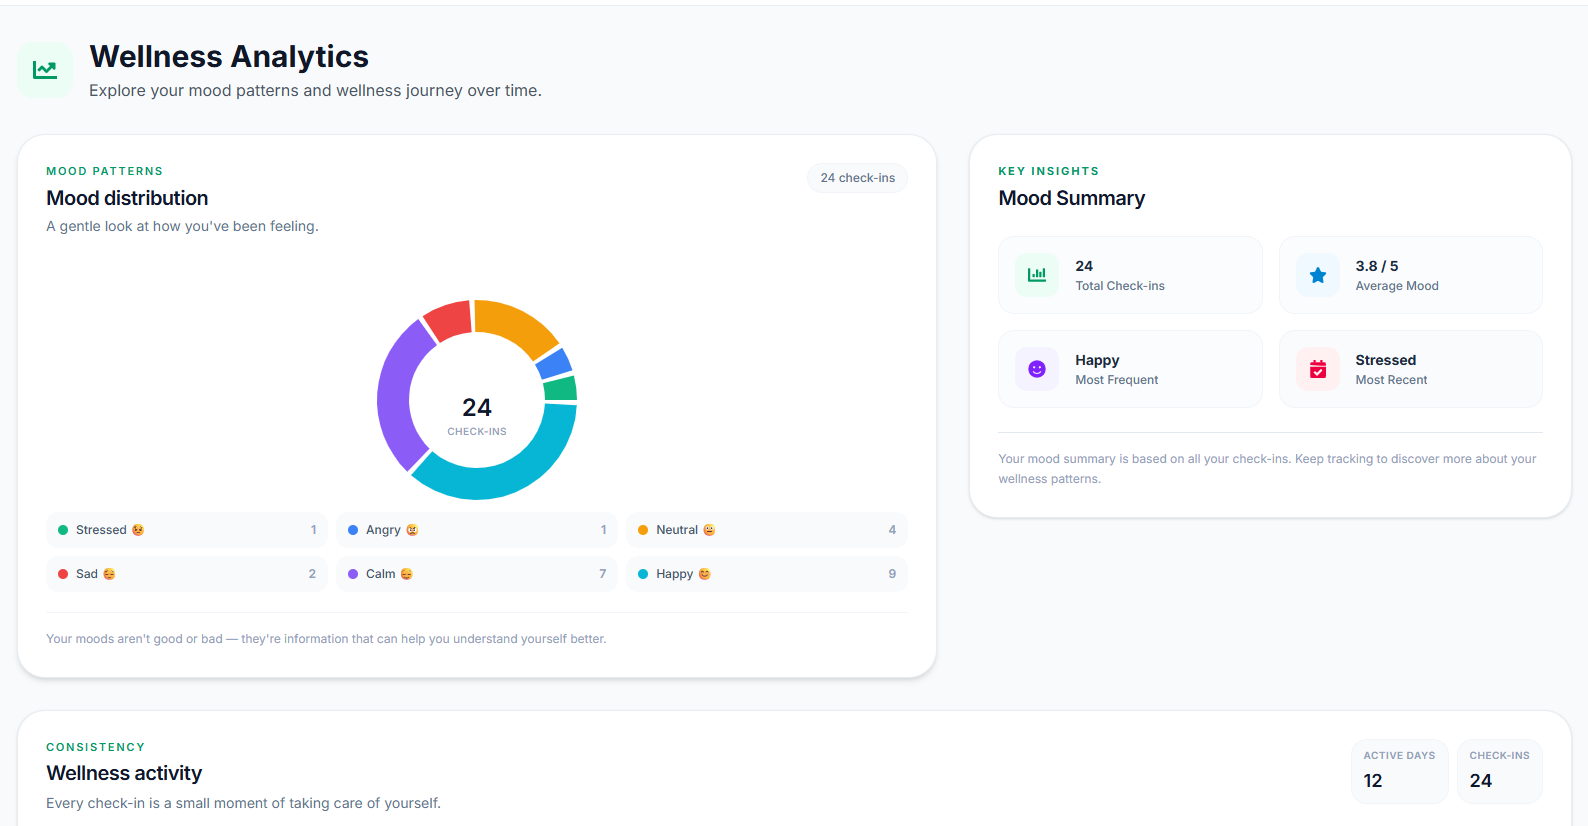 Wellness Analytics
Explore your mood patterns and wellness journey over time.
MOOD PATTERNS
Mood distribution
A gentle look at how you've been feeling.
24 check-ins
24
CHECK-INS
Stressed 1
Angry 1
Neutral 4
Sad 2
Calm 7
Happy 9
Your moods aren't good or bad — they're information that can help you understand yourself better.
KEY INSIGHTS
Mood Summary
24
Total Check-ins
3.8 / 5
Average Mood
Happy
Most Frequent
Stressed
Most Recent
Your mood summary is based on all your check-ins. Keep tracking to discover more about your
wellness patterns.
CONSISTENCY
Wellness activity
Every check-in is a small moment of taking care of yourself.
ACTIVE DAYS
12
CHECK-INS
24